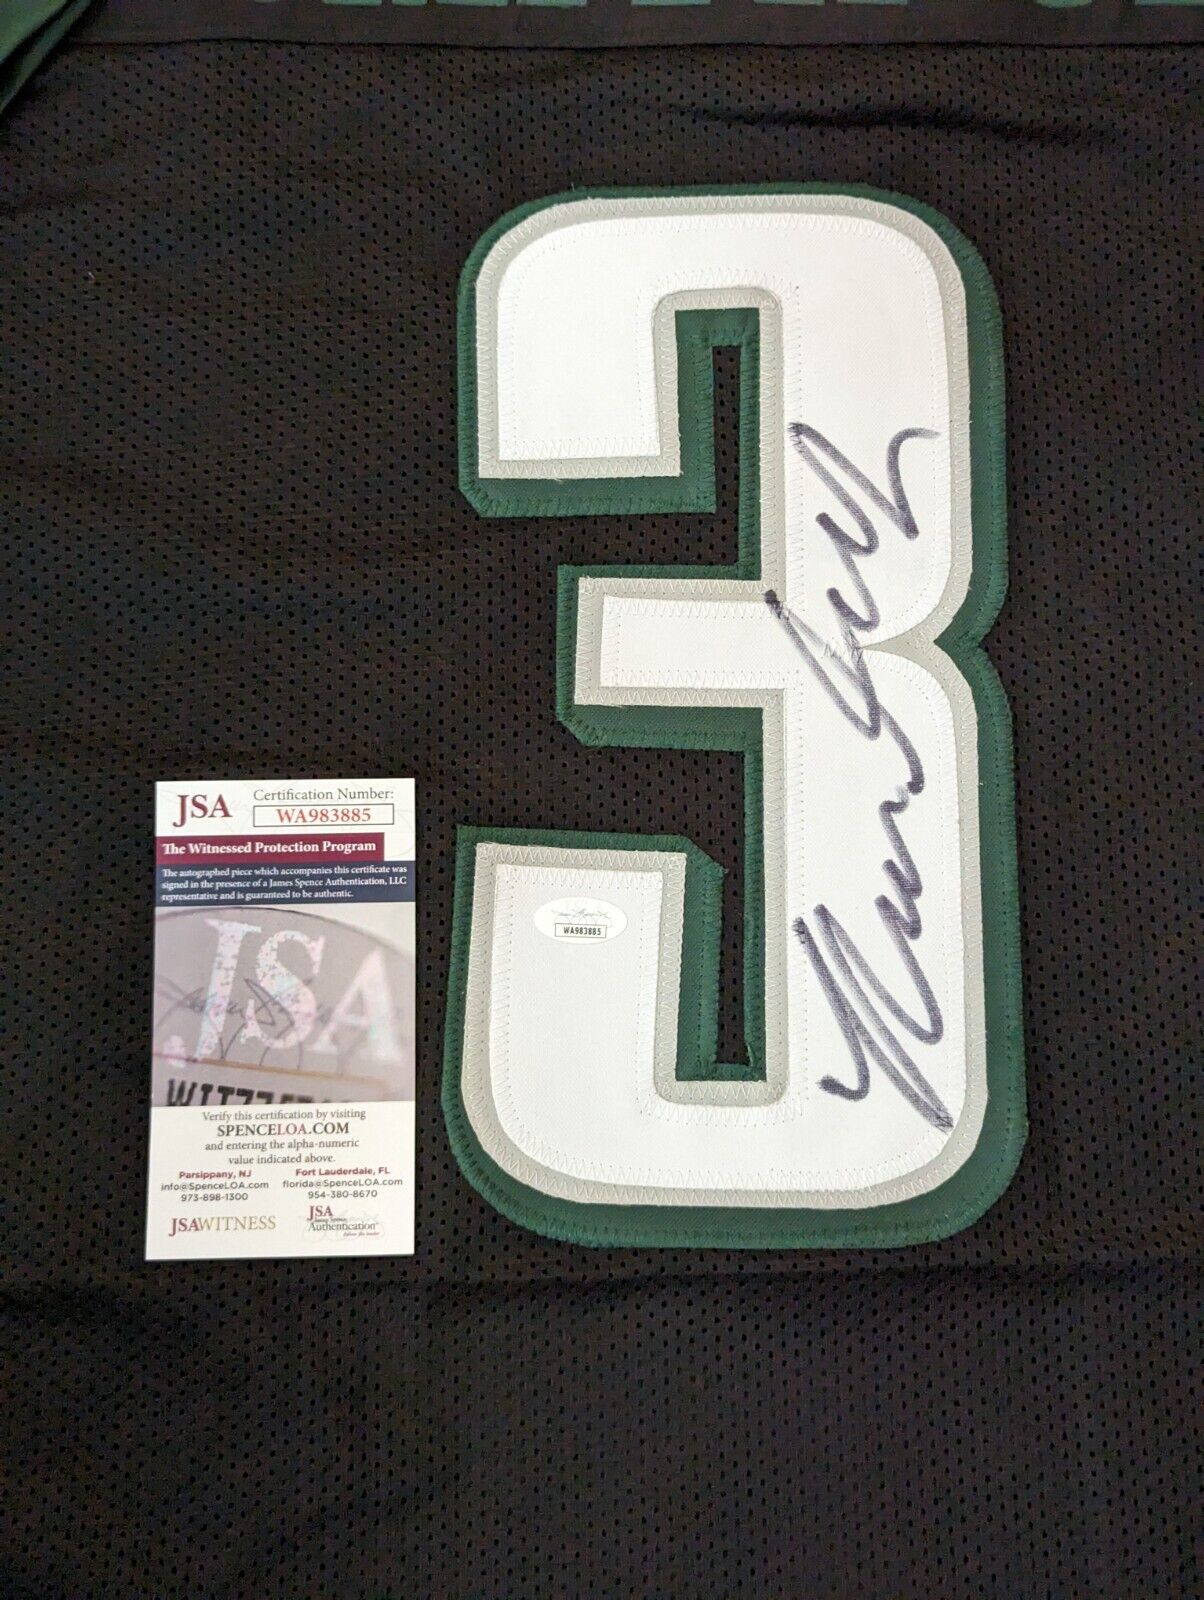 JSA
Certification Number:
WA983885
The Witnessed Protection Program
The autographed piece which accompanies this certificate was
signed in the presence of a James Spence Authentication, LLC
representative and is guaranteed to be authentic.
JSA
Verify this certification by visiting
SPENCELOA.COM
and entering the alpha-numeric
value indicated above.
Parsippany, NJ
info@SpenceLOA.com
973-898-1300
Fort Lauderdale, FL
florida@SpenceLOA.com
954-380-8670
JSAWITNESS
JSA
Authentication
3
WA983885